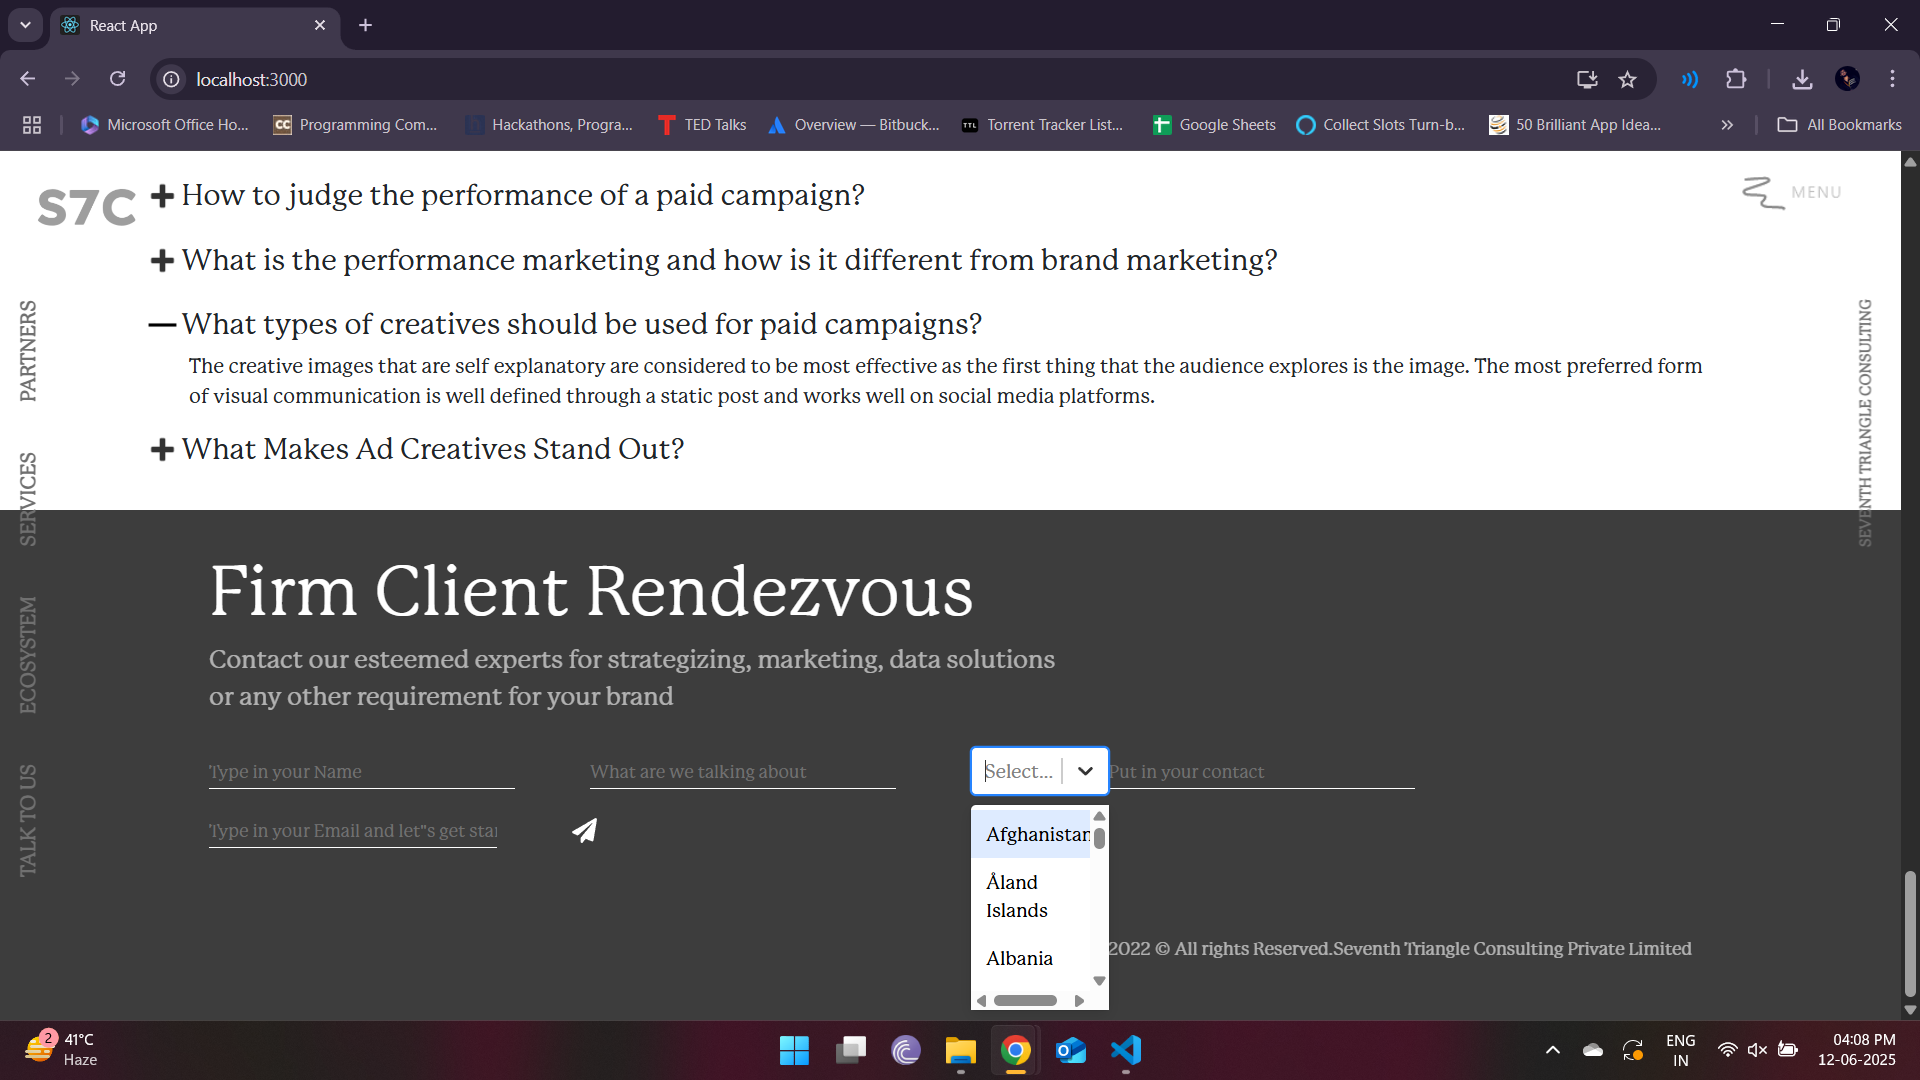 React App
localhost:3000
Microsoft Office Ho...
CC
Programming Com...
Hackathons, Progra...
TED Talks
Overview — Bitbuck...
TTL
Torrent Tracker List...
Google Sheets
Collect Slots Turn-b...
50 Brilliant App Idea...
All Bookmarks
S7C
MENU
PARTNERS
SERVICES
ECOSYSTEM
TALK TO US
SEVENTH TRIANGLE CONSULTING
How to judge the performance of a paid campaign?
What is the performance marketing and how is it different from brand marketing?
What types of creatives should be used for paid campaigns?
The creative images that are self explanatory are considered to be most effective as the first thing that the audience explores is the image. The most preferred form
of visual communication is well defined through a static post and works well on social media platforms.
What Makes Ad Creatives Stand Out?
Firm Client Rendezvous
Contact our esteemed experts for strategizing, marketing, data solutions
or any other requirement for your brand
Type in your Name
What are we talking about
Select...
Put in your contact
Type in your Email and let"s get star
Afghanistan
Åland
Islands
Albania
2022 © All rights Reserved.Seventh Triangle Consulting Private Limited
2
41°C
Haze
ENG
IN
04:08 PM
12-06-2025